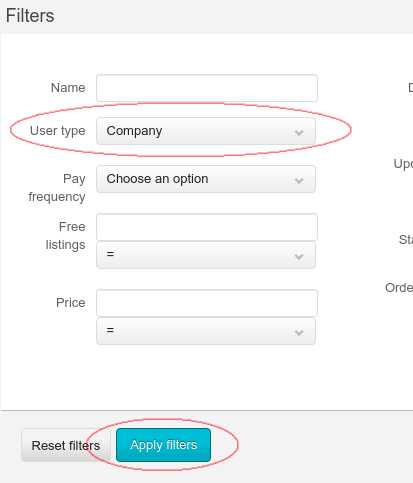 Filters
Name
User type
Company
Pay
frequency
Choose an option
Free
listings
=
Price
=
D
Upd
Sta
Orde
Reset filters
Apply filters